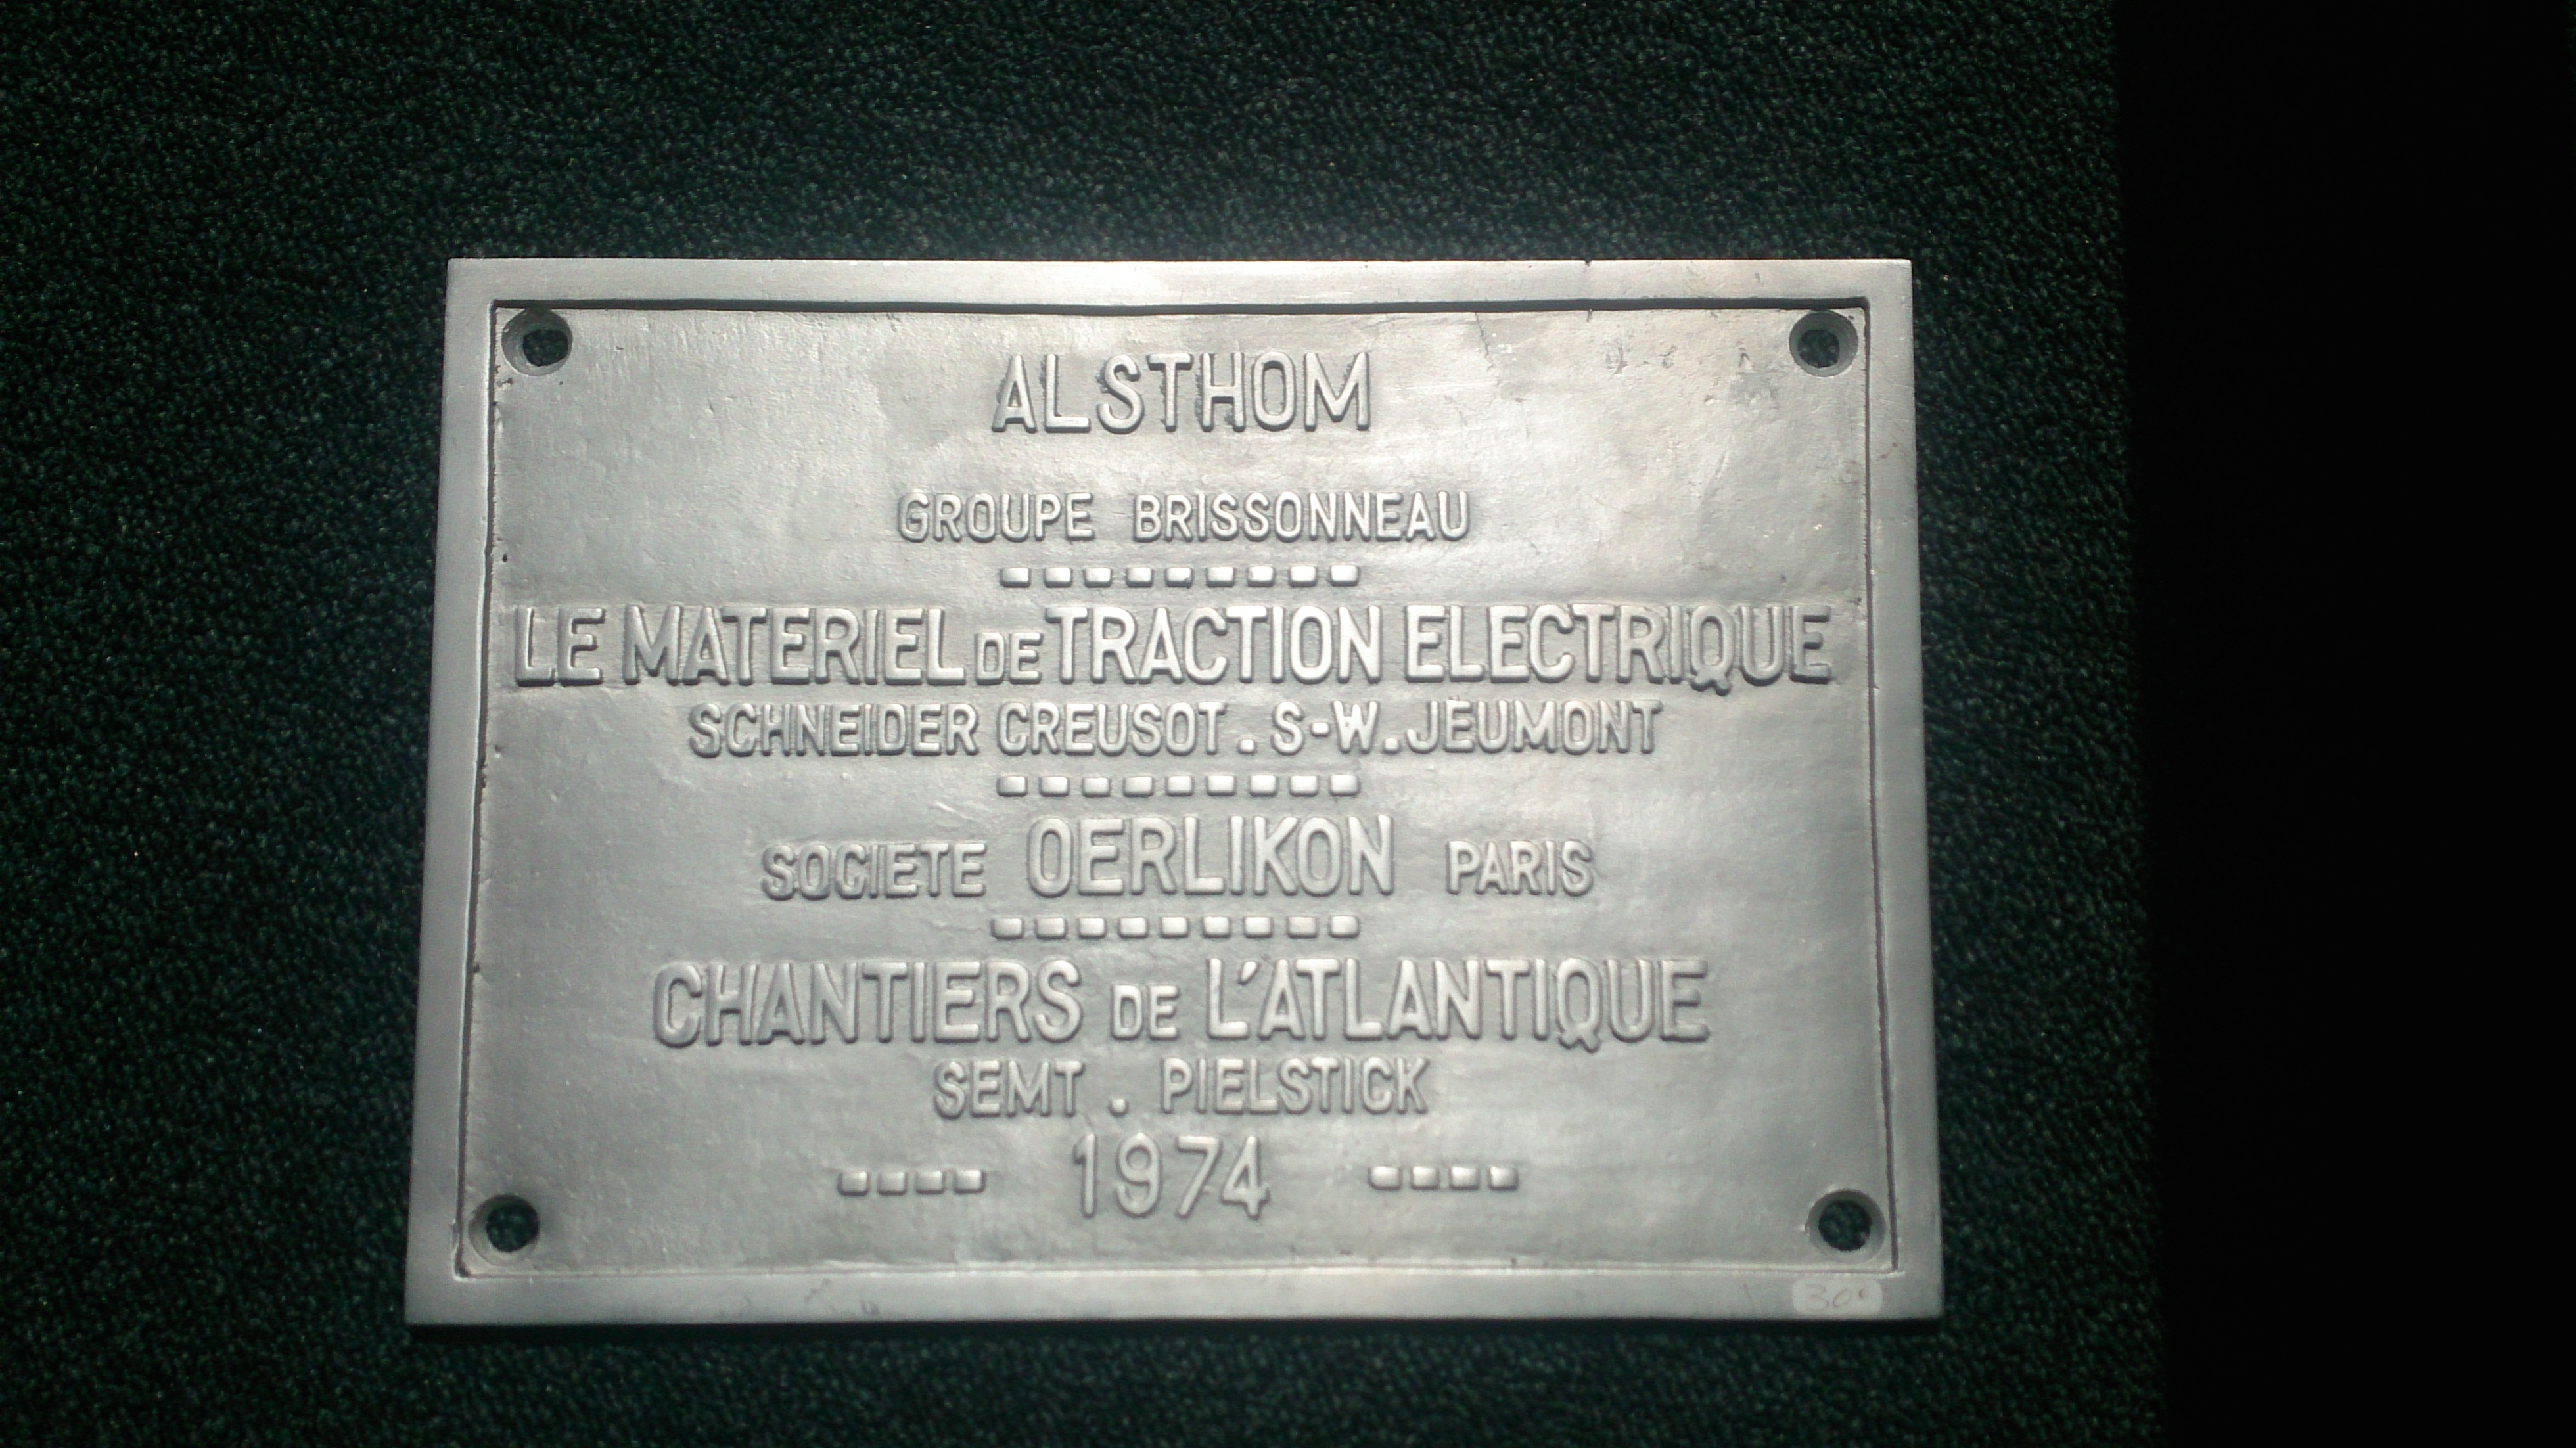 ALSTHOM
GROUPE BRISSONNEAU
LE MATERIEL DE TRACTION ELECTRIQUE
SCHNEIDER CREUSOT. S-W. JEUMONT
SOCIETE OERLIKON PARIS
CHANTIERS DE L'ATLANTIQUE
SEMT. PIELSTICK
---- 1974 ----